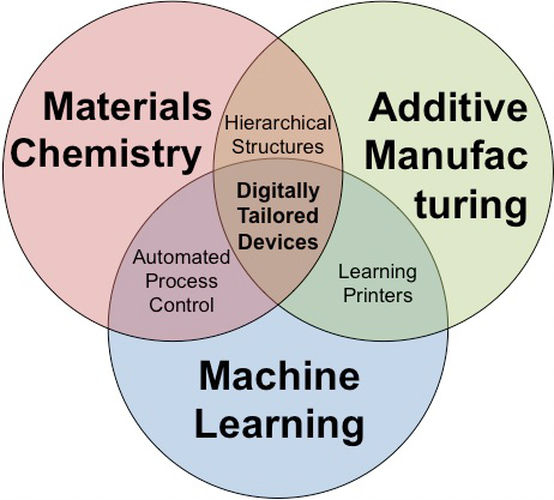 Materials
Chemistry
Additive
Manufac
turing
Hierarchical
Structures
Digitally
Tailored
Devices
Automated
Process
Control
Learning
Printers
Machine
Learning